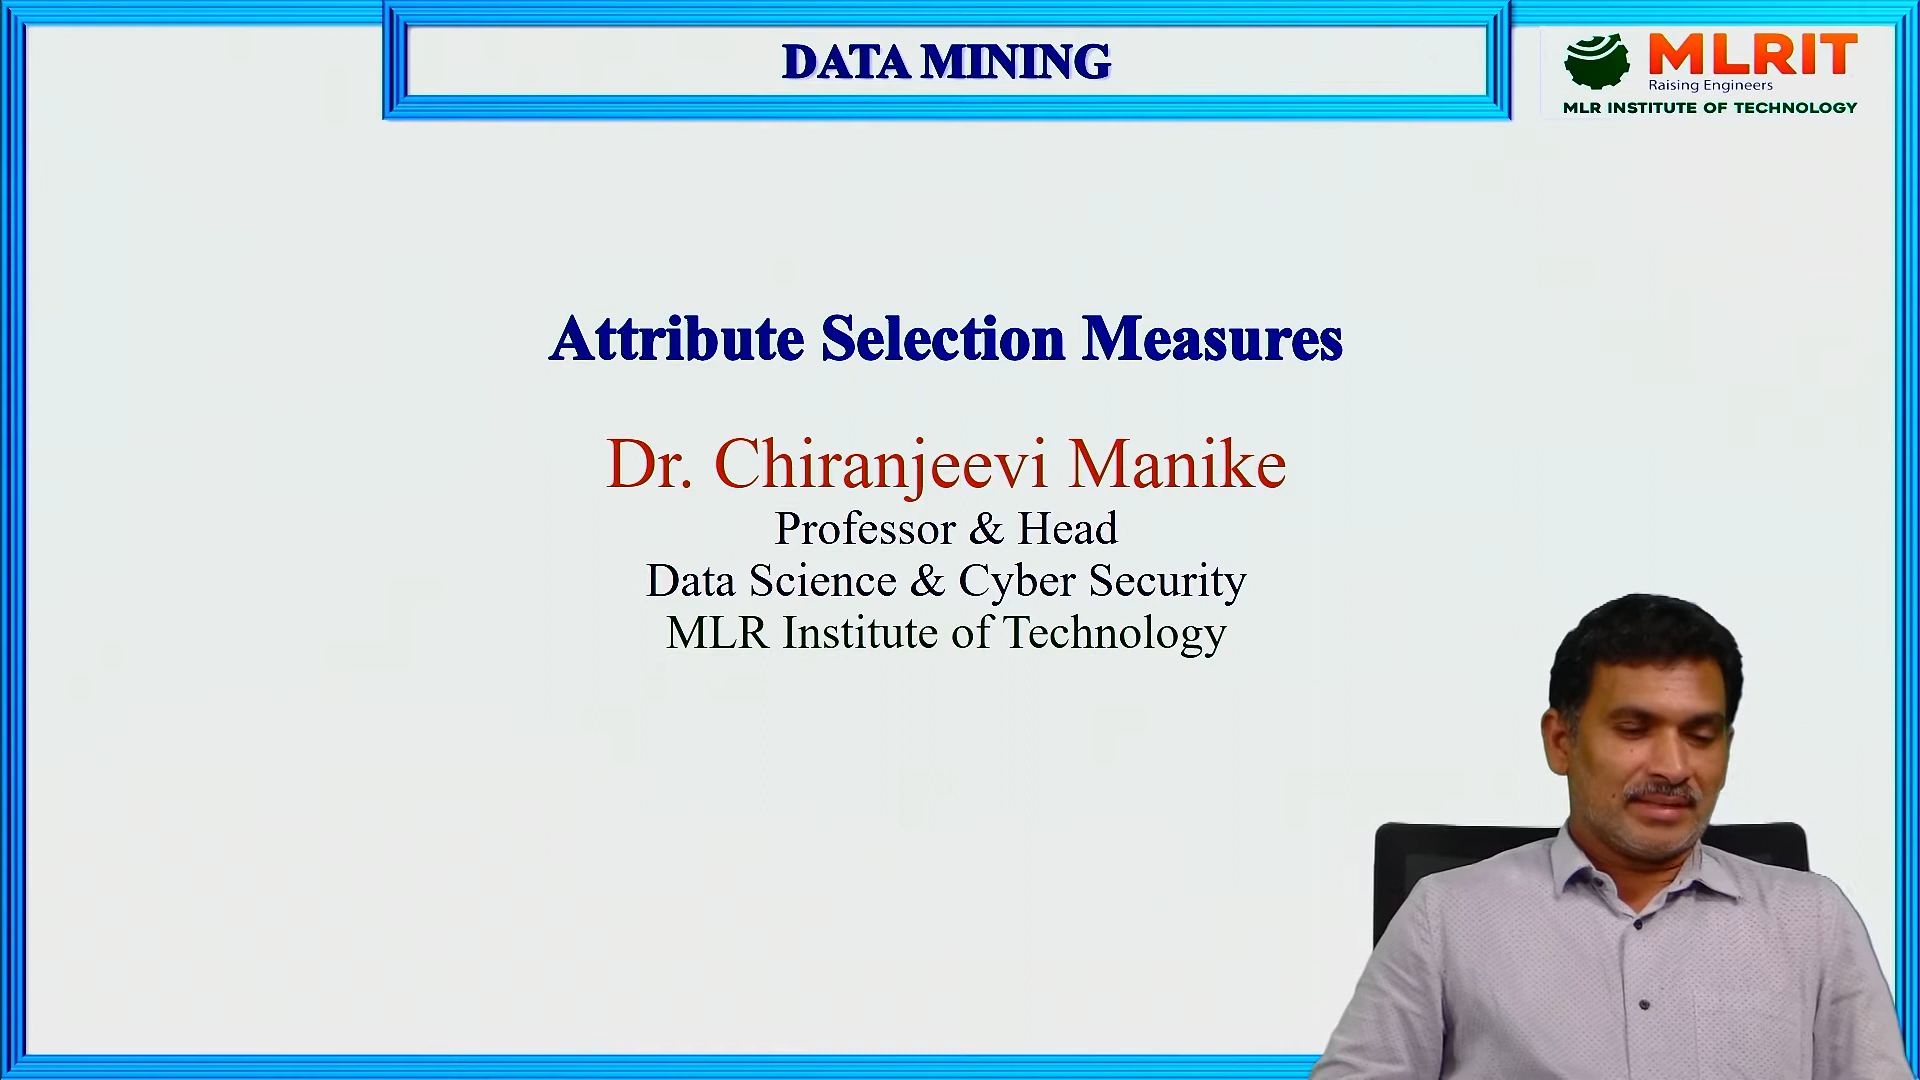 DATA MINING
MLRIT
Raising Engineers
MLR INSTITUTE OF TECHNOLOGY
Attribute Selection Measures
Dr. Chiranjeevi Manike
Professor & Head
Data Science & Cyber Security
MLR Institute of Technology